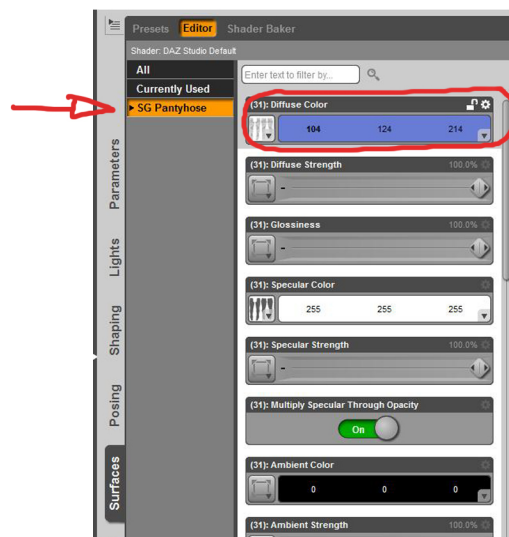 Presets Editor Shader Baker
Shader: DAZ Studio Default
All
Currently Used
SG Pantyhose
Enter text to filter by...
(31): Diffuse Color
104 124 214
(31): Diffuse Strength 100.0%
(31): Glossiness 100.0%
(31): Specular Color
255 255 255
(31): Specular Strength 100.0%
(31): Multiply Specular Through Opacity
On
(31): Ambient Color
0 0 0
(31): Ambient Strength 100.0%
Parameters
Lights
Shaping
Posing
Surfaces